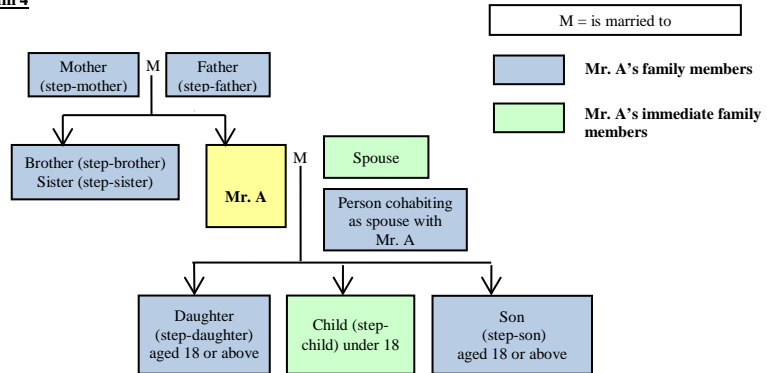 M = is married to
Mother
(step-mother)
M
Father
(step-father)
Mr. A's family members
Mr. A's immediate family
members
Brother (step-brother)
Sister (step-sister)
Mr. A
M
Spouse
Person cohabiting
as spouse with
Mr. A
Daughter
(step-daughter)
aged 18 or above
Child (step-
child) under 18
Son
(step-son)
aged 18 or above